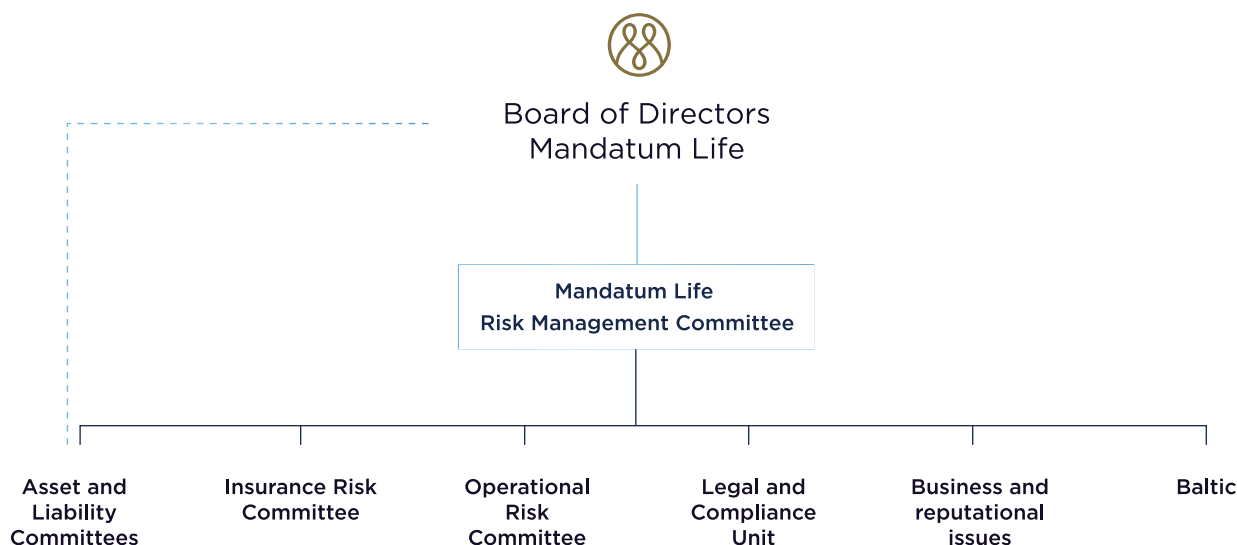 Board of Directors
Mandatum Life
Mandatum Life
Risk Management Committee
Asset and
Liability
Committees
Insurance Risk
Committee
Operational
Risk
Committee
Legal and
Compliance
Unit
Business and
reputational
issues
Baltic